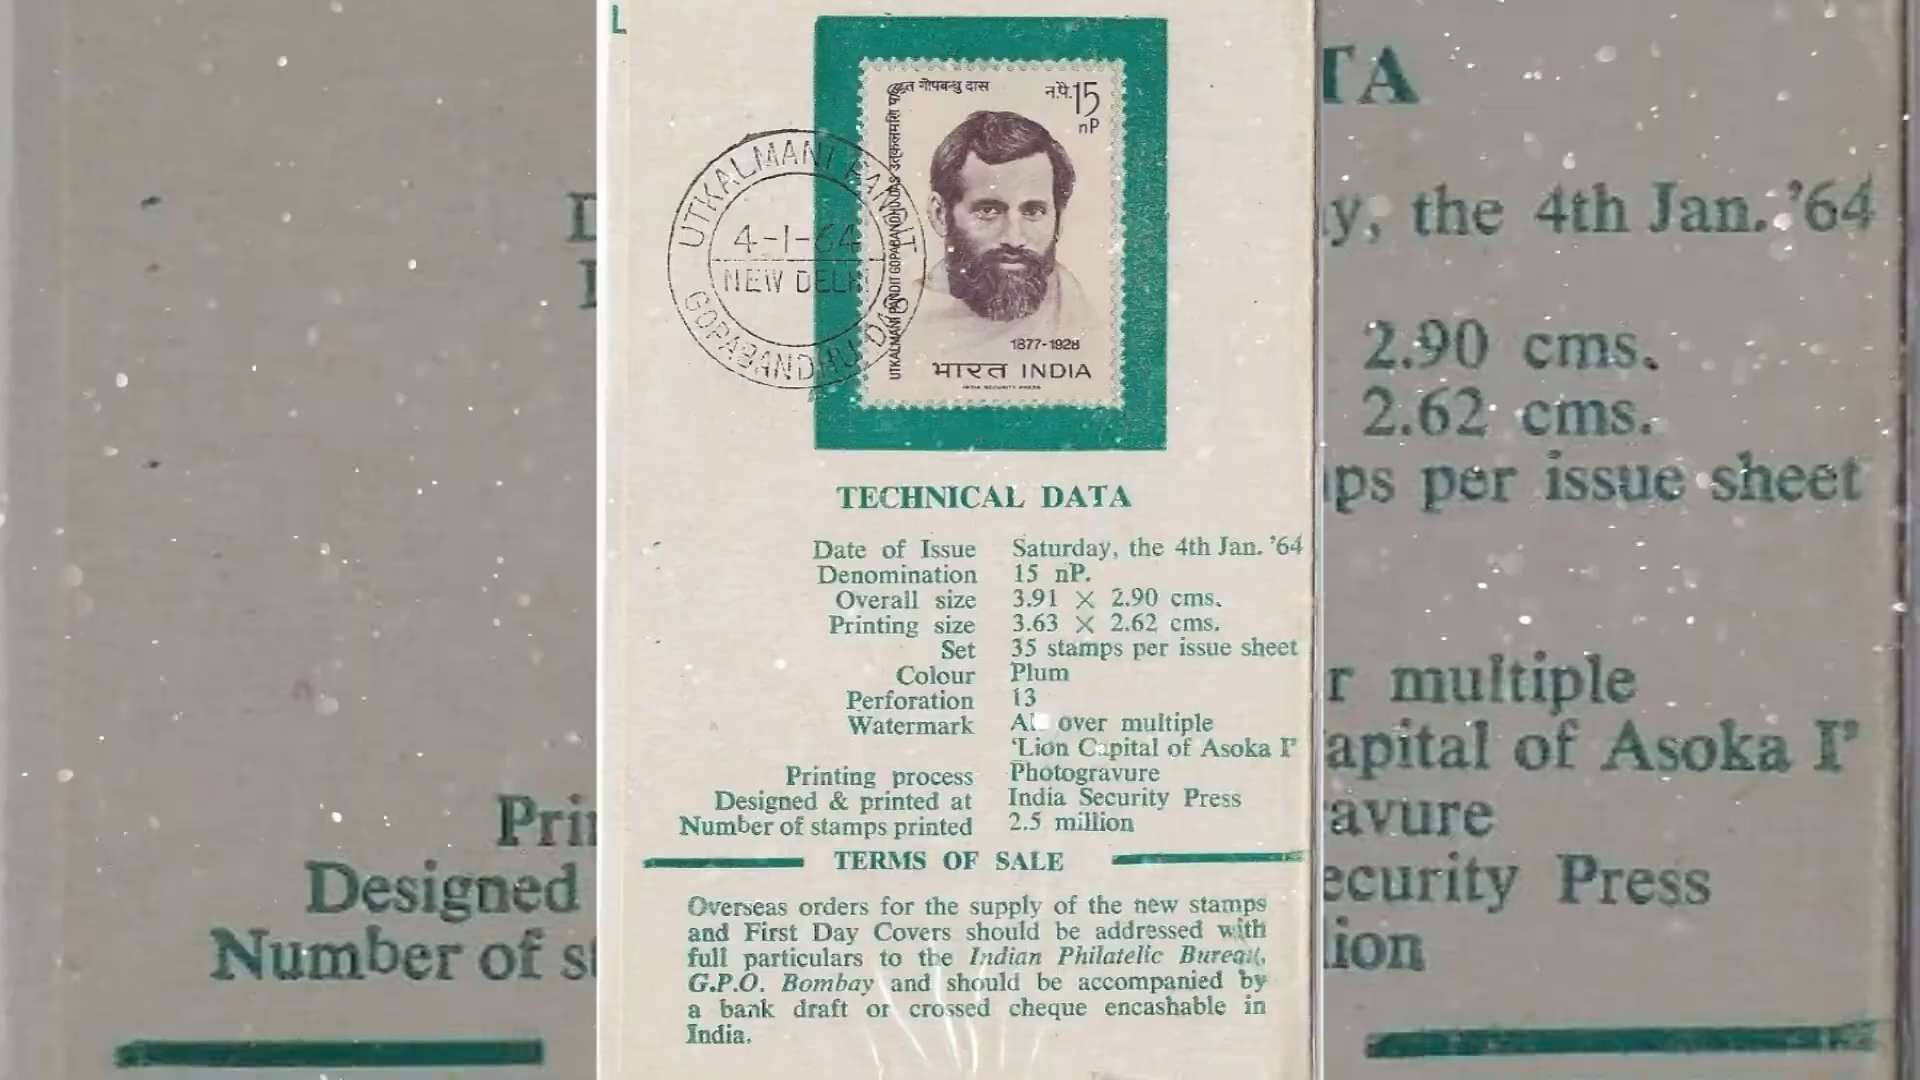 L
उत्कलमणि पण्डित गोपबन्धु दास
न.पै.15
nP
UTKALMANI PANDIT GOPABANDHU DAS
1877-1928
भारत INDIA
INDIA SECURITY PRESS
UTKALMANI PANDIT
4-1-64
NEW DELHI
GOPABANDHU DAS
TECHNICAL DATA
Date of Issue Saturday, the 4th Jan. '64
Denomination 15 nP.
Overall size 3.91 × 2.90 cms.
Printing size 3.63 × 2.62 cms.
Set 35 stamps per issue sheet
Colour Plum
Perforation 13
Watermark All over multiple
'Lion Capital of Asoka I'
Printing process Photogravure
Designed & printed at India Security Press
Number of stamps printed 2.5 million
TERMS OF SALE
Overseas orders for the supply of the new stamps
and First Day Covers should be addressed with
full particulars to the Indian Philatelic Bureau,
G.P.O. Bombay and should be accompanied by
a bank draft or crossed cheque encashable in
India.
TA
y, the 4th Jan. '64
2.90 cms.
2.62 cms.
ps per issue sheet
r multiple
apital of Asoka I'
avure
ecurity Press
ion
Prin
Designed
Number of s